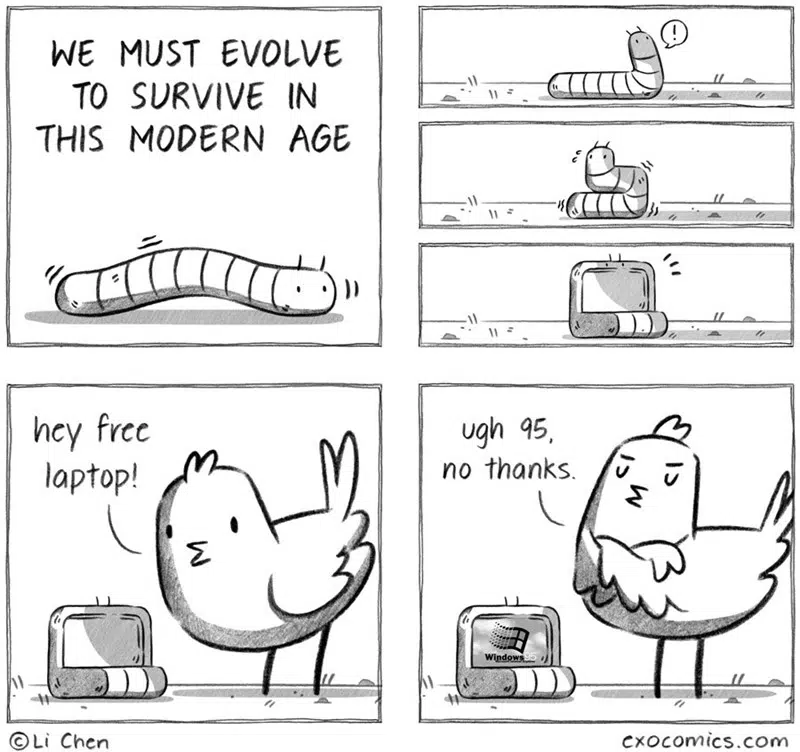 WE MUST EVOLVE
TO SURVIVE IN
THIS MODERN AGE
!
hey free
laptop!
ugh 95,
no thanks.
Windows
© Li Chen
exocomics.com